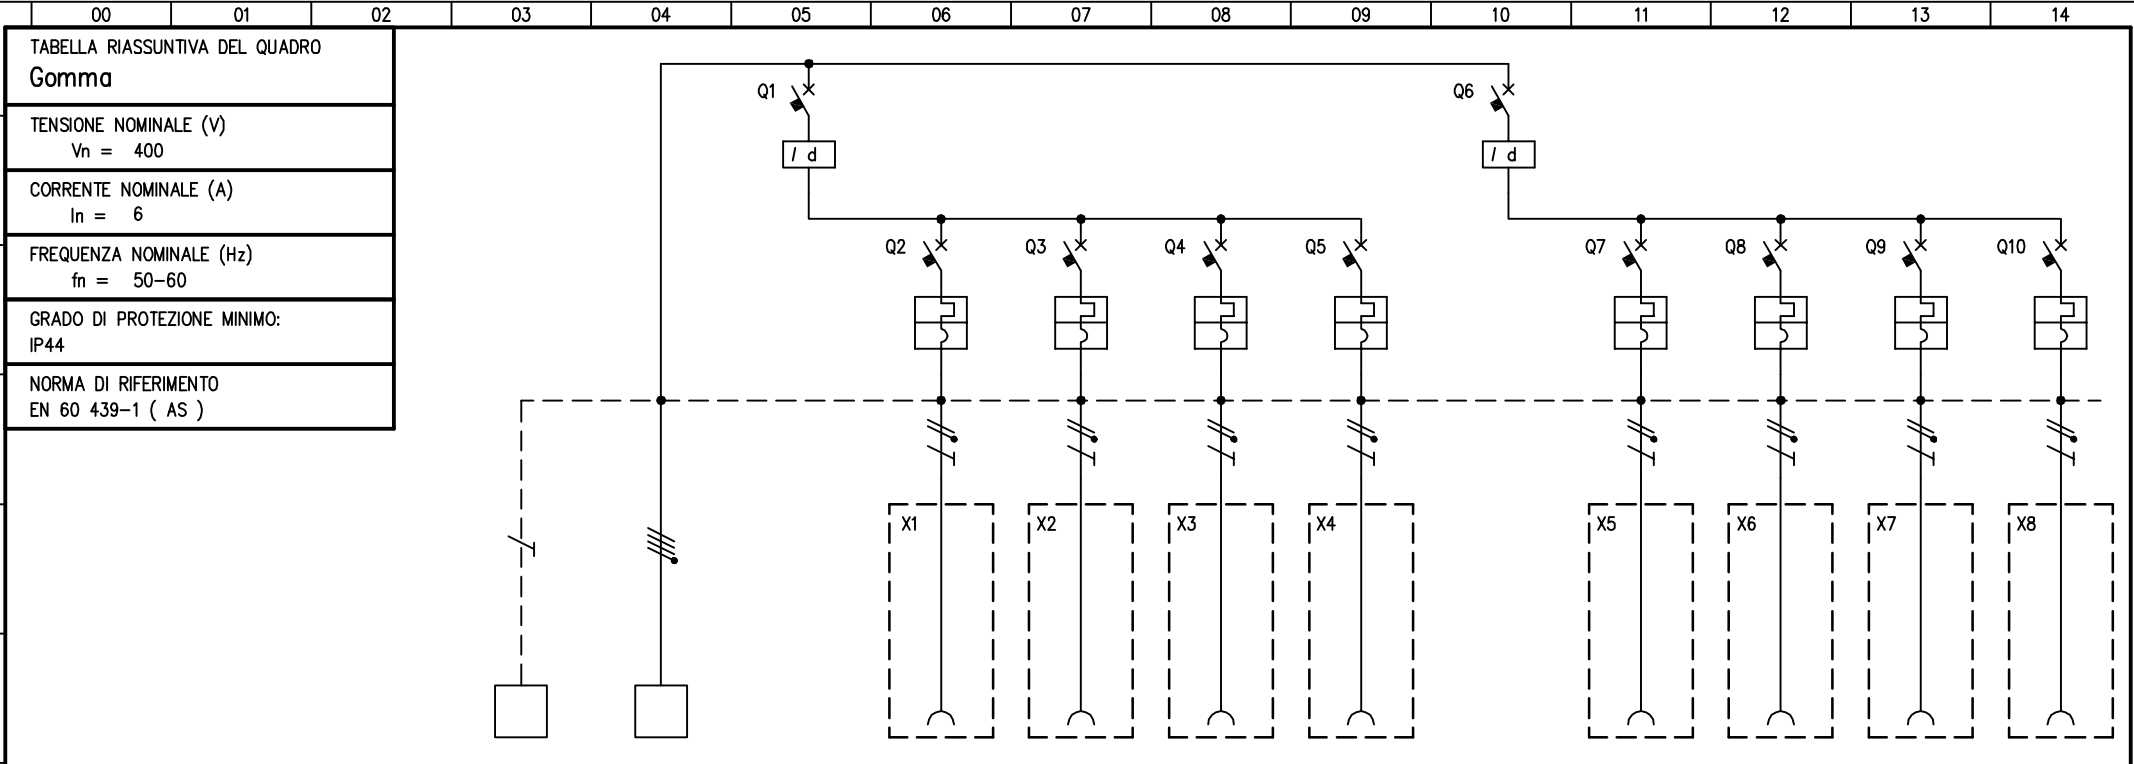 00 01 02 03 04 05 06 07 08 09 10 11 12 13 14
TABELLA RIASSUNTIVA DEL QUADRO
Gomma
TENSIONE NOMINALE (V)
Vn = 400
CORRENTE NOMINALE (A)
In = 6
FREQUENZA NOMINALE (Hz)
fn = 50-60
GRADO DI PROTEZIONE MINIMO:
IP44
NORMA DI RIFERIMENTO
EN 60 439-1 ( AS )
Q1 Q6
I d I d
Q2 Q3 Q4 Q5 Q7 Q8 Q9 Q10
X1 X2 X3 X4 X5 X6 X7 X8